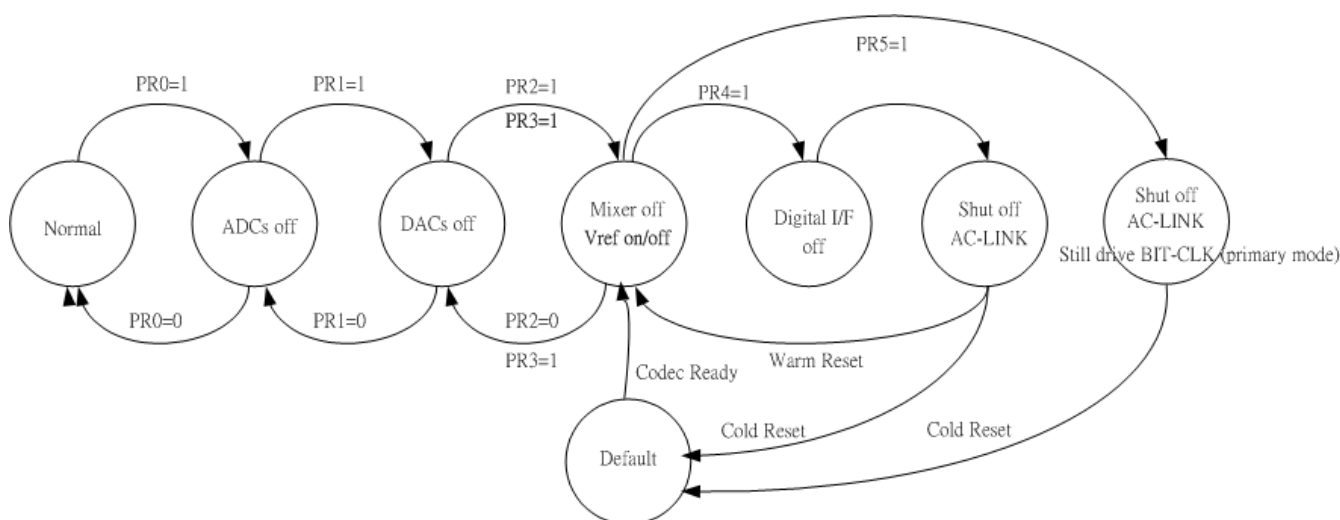 PR5=1
PR0=1
PR1=1
PR2=1
PR3=1
PR4=1
Normal
ADCs off
DACs off
Mixer off
Vref on/off
Digital I/F
off
Shut off
AC-LINK
Shut off
AC-LINK
Still drive BIT-CLK (primary mode)
PR0=0
PR1=0
PR2=0
PR3=1
Warm Reset
Codec Ready
Cold Reset
Cold Reset
Default